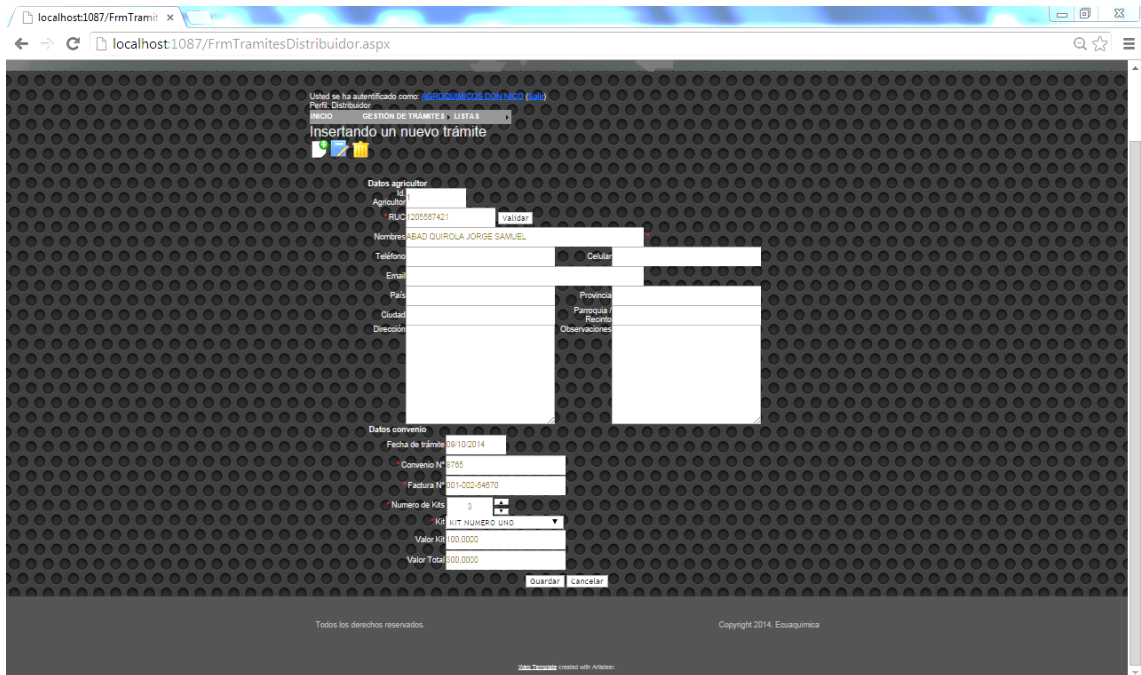 localhost:1087/FrmTramit ×
localhost:1087/FrmTramitesDistribuidor.aspx
Usted se ha autentificado como: AGROQUIMICOS DON NICO (Salir)
Perfil: Distribuidor
INICIO GESTIÓN DE TRÁMITES LISTAS
Insertando un nuevo trámite
Datos agricultor
Id. Agricultor 1
* RUC 1205567421 Validar
Nombres ABAD QUIROLA JORGE SAMUEL *
Teléfono Celular
Email
País Provincia
Ciudad Parroquia / Recinto
Dirección Observaciones
Datos convenio
Fecha de trámite 09/10/2014
* Convenio N° 8765
* Factura N° 001-002-54670
* Numero de Kits 3
* Kit KIT NUMERO UNO
Valor Kit 100,0000
Valor Total 300,0000
Guardar Cancelar
Todos los derechos reservados. Copyright 2014. Ecuaquimica
Web Template created with Artisteer.